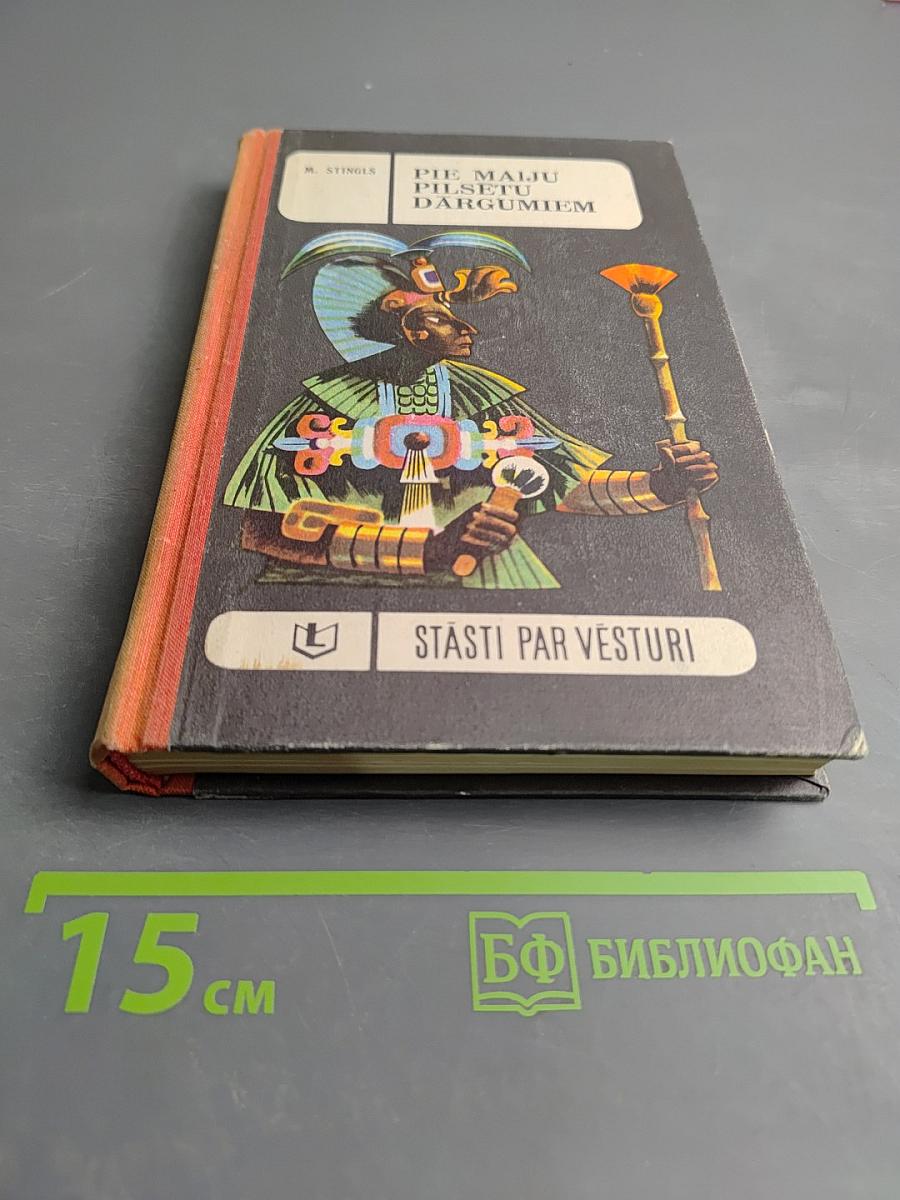 M. STINGLS
PIE MAIJU
PILSĒTU
DĀRGUMIEM
L
STĀSTI PAR VĒSTURI
15 см
БФ
БИБЛИОФАН